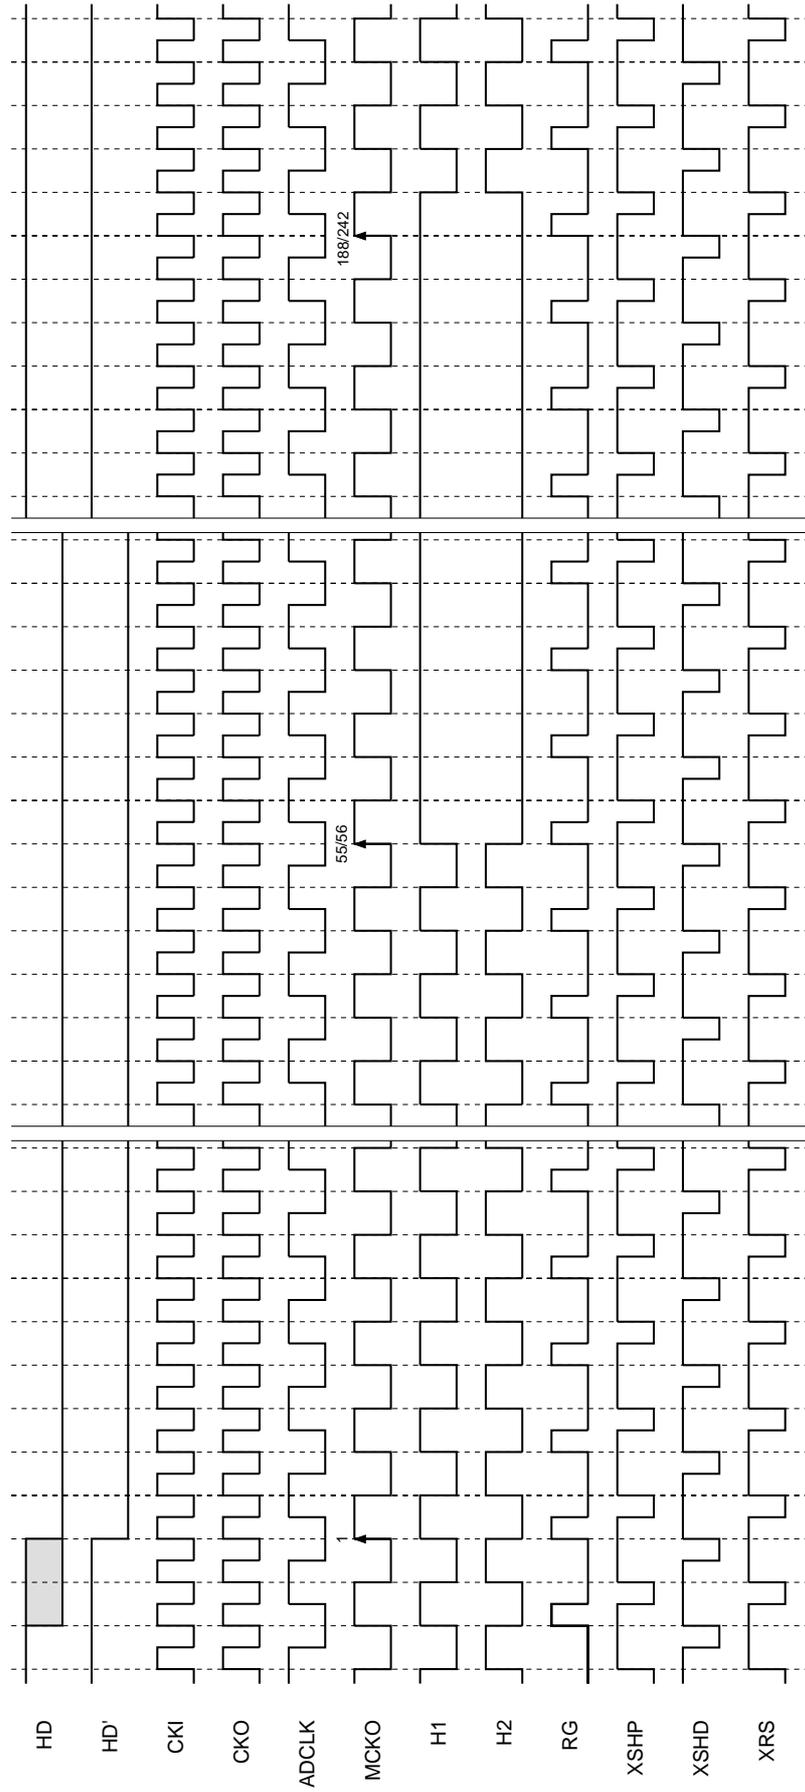 HD
HD'
CKI
CKO
ADCLK
MCKO
H1
H2
RG
XSHP
XSHD
XRS
1
55/56
188/242